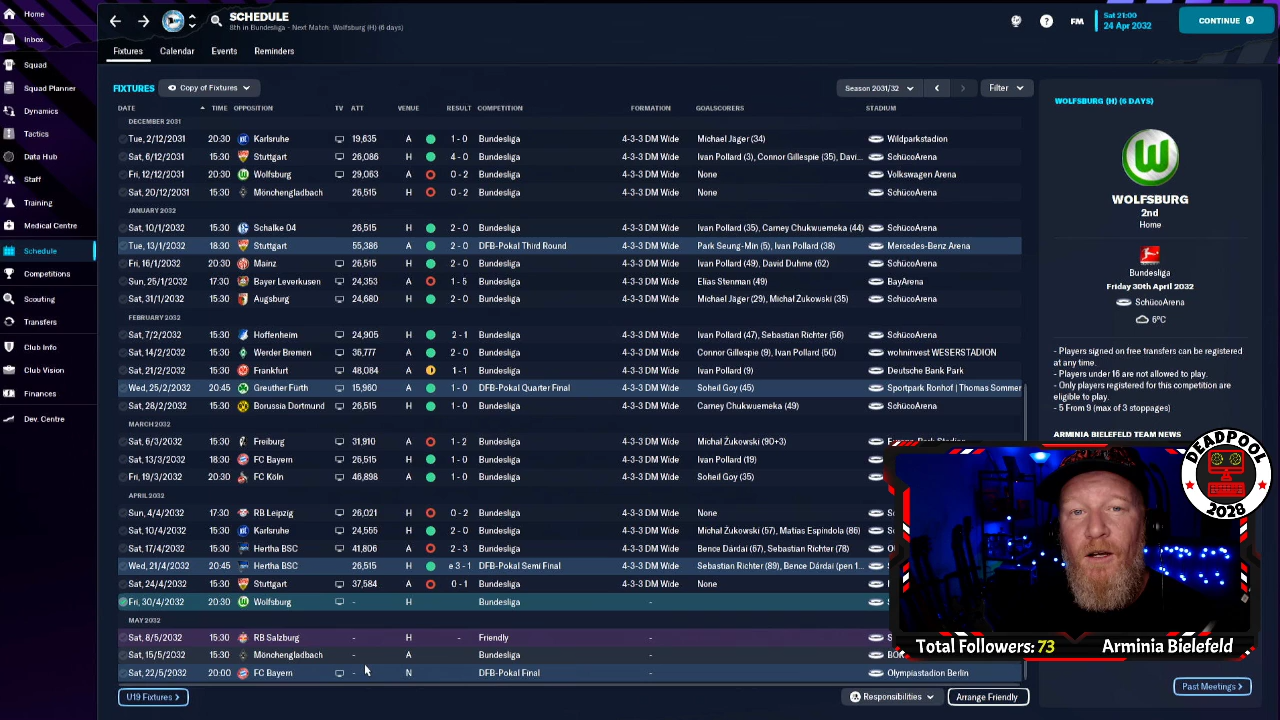 Home
Inbox
Squad
Squad Planner
Dynamics
Tactics
Data Hub
Staff
Training
Medical Centre
Schedule
Competitions
Scouting
Transfers
Club Info
Club Vision
Finances
Dev. Centre
SCHEDULE
8th in Bundesliga - Next Match: Wolfsburg (H) (6 days)
FM Sat 21:00 24 Apr 2032 CONTINUE
Fixtures Calendar Events Reminders
FIXTURES Copy of Fixtures Season 2031/32 Filter
DATE TIME OPPOSITION TV ATT VENUE RESULT COMPETITION FORMATION GOALSCORERS STADIUM
DECEMBER 2031
Tue, 2/12/2031 20:30 Karlsruhe 19,635 A 1 - 0 Bundesliga 4-3-3 DM Wide Michael Jäger (34) Wildparkstadion
Sat, 6/12/2031 15:30 Stuttgart 26,086 H 4 - 0 Bundesliga 4-3-3 DM Wide Ivan Pollard (3), Connor Gillespie (35), Davi... SchücoArena
Fri, 12/12/2031 20:30 Wolfsburg 29,063 A 0 - 2 Bundesliga 4-3-3 DM Wide None Volkswagen Arena
Sat, 20/12/2031 15:30 Mönchengladbach 26,515 H 0 - 2 Bundesliga 4-3-3 DM Wide None SchücoArena
JANUARY 2032
Sat, 10/1/2032 15:30 Schalke 04 26,515 H 2 - 0 Bundesliga 4-3-3 DM Wide Ivan Pollard (35), Carney Chukwuemeka (44) SchücoArena
Tue, 13/1/2032 18:30 Stuttgart 55,386 A 2 - 0 DFB-Pokal Third Round 4-3-3 DM Wide Park Seung-Min (5), Ivan Pollard (38) Mercedes-Benz Arena
Fri, 16/1/2032 20:30 Mainz 26,515 H 2 - 0 Bundesliga 4-3-3 DM Wide Ivan Pollard (49), David Duhme (62) SchücoArena
Sun, 25/1/2032 17:30 Bayer Leverkusen 24,353 A 1 - 5 Bundesliga 4-3-3 DM Wide Elias Stenman (49) BayArena
Sat, 31/1/2032 15:30 Augsburg 24,680 H 2 - 0 Bundesliga 4-3-3 DM Wide Michael Jäger (29), Michał Żukowski (35) SchücoArena
FEBRUARY 2032
Sat, 7/2/2032 15:30 Hoffenheim 24,905 H 2 - 1 Bundesliga 4-3-3 DM Wide Ivan Pollard (47), Sebastian Richter (56) SchücoArena
Sat, 14/2/2032 15:30 Werder Bremen 36,777 A 2 - 0 Bundesliga 4-3-3 DM Wide Connor Gillespie (9), Ivan Pollard (50) wohninvest WESERSTADION
Sat, 21/2/2032 15:30 Frankfurt 48,084 A 1 - 1 Bundesliga 4-3-3 DM Wide Ivan Pollard (9) Deutsche Bank Park
Wed, 25/2/2032 20:45 Greuther Fürth 15,960 A 1 - 0 DFB-Pokal Quarter Final 4-3-3 DM Wide Soheil Goy (45) Sportpark Ronhof | Thomas Sommer
Sat, 28/2/2032 15:30 Borussia Dortmund 26,515 H 1 - 0 Bundesliga 4-3-3 DM Wide Carney Chukwuemeka (49) SchücoArena
MARCH 2032
Sat, 6/3/2032 15:30 Freiburg 31,910 A 1 - 2 Bundesliga 4-3-3 DM Wide Michał Żukowski (90+3)
Sat, 13/3/2032 18:30 FC Bayern 26,515 H 1 - 0 Bundesliga 4-3-3 DM Wide Ivan Pollard (19)
Fri, 19/3/2032 20:30 FC Köln 46,898 A 1 - 0 Bundesliga 4-3-3 DM Wide Soheil Goy (35)
APRIL 2032
Sun, 4/4/2032 17:30 RB Leipzig 26,021 H 0 - 2 Bundesliga 4-3-3 DM Wide None
Sat, 10/4/2032 15:30 Karlsruhe 24,555 H 2 - 0 Bundesliga 4-3-3 DM Wide Michał Żukowski (57), Matías Espíndola (86)
Sat, 17/4/2032 15:30 Hertha BSC 41,806 A 2 - 3 Bundesliga 4-3-3 DM Wide Bence Dárdai (67), Sebastian Richter (78)
Wed, 21/4/2032 20:45 Hertha BSC 26,515 H e 3 - 1 DFB-Pokal Semi Final 4-3-3 DM Wide Sebastian Richter (89), Bence Dárdai (pen 1...
Sat, 24/4/2032 15:30 Stuttgart 37,584 A 0 - 1 Bundesliga 4-3-3 DM Wide None
Fri, 30/4/2032 20:30 Wolfsburg - H Bundesliga -
MAY 2032
Sat, 8/5/2032 15:30 RB Salzburg - H - Friendly -
Sat, 15/5/2032 15:30 Mönchengladbach - A Bundesliga -
Sat, 22/5/2032 20:00 FC Bayern - N DFB-Pokal Final - Olympiastadion Berlin
U19 Fixtures Responsibilities Arrange Friendly
WOLFSBURG (H) (6 DAYS)
W
WOLFSBURG
2nd
Home
Bundesliga
Friday 30th April 2032
SchücoArena
6ºC
- Players signed on free transfers can be registered
at any time.
- Players under 16 are not allowed to play.
- Only players registered for this competition are
eligible to play.
- 5 From 9 (max of 3 stoppages)
ARMINIA BIELEFELD TEAM NEWS
DEADPOOL
2028
Total Followers: 73 Arminia Bielefeld
Past Meetings